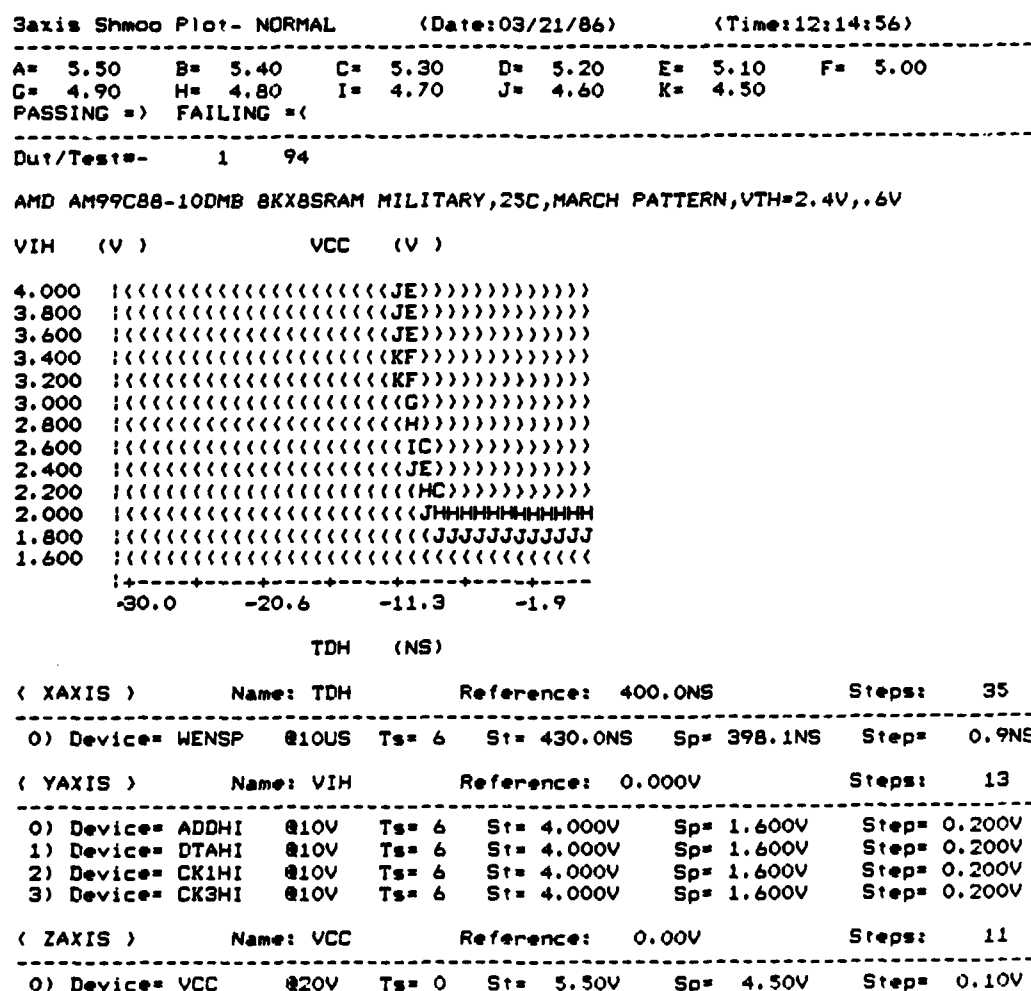 3axis Shmoo Plot- NORMAL (Date:03/21/86) (Time:12:14:56)
A= 5.50 B= 5.40 C= 5.30 D= 5.20 E= 5.10 F= 5.00
G= 4.90 H= 4.80 I= 4.70 J= 4.60 K= 4.50
PASSING =) FAILING =(
Dut/Test#- 1 94
AMD AM99C88-10DMB 8KX8SRAM MILITARY,25C,MARCH PATTERN,VTH=2.4V,.6V
VIH (V ) VCC (V )
4.000 |((((((((((((((((((((JE)))))))))))))
3.800 |((((((((((((((((((((JE)))))))))))))
3.600 |((((((((((((((((((((JE)))))))))))))
3.400 |((((((((((((((((((((KF)))))))))))))
3.200 |((((((((((((((((((((KF)))))))))))))
3.000 |(((((((((((((((((((((G)))))))))))))
2.800 |(((((((((((((((((((((H)))))))))))))
2.600 |(((((((((((((((((((((IC))))))))))))
2.400 |(((((((((((((((((((((JE))))))))))))
2.200 |((((((((((((((((((((((HC)))))))))))
2.000 |((((((((((((((((((((((JHHHHHHHHHHHH
1.800 |(((((((((((((((((((((((JJJJJJJJJJJJ
1.600 |(((((((((((((((((((((((((((((((((((
|+----+----+----+----+----+----+----
-30.0 -20.6 -11.3 -1.9
TDH (NS)
( XAXIS ) Name: TDH Reference: 400.0NS Steps: 35
0) Device= WENSP @10US Ts= 6 St= 430.0NS Sp= 398.1NS Step= 0.9NS
( YAXIS ) Name: VIH Reference: 0.000V Steps: 13
0) Device= ADDHI @10V Ts= 6 St= 4.000V Sp= 1.600V Step= 0.200V
1) Device= DTAHI @10V Ts= 6 St= 4.000V Sp= 1.600V Step= 0.200V
2) Device= CK1HI @10V Ts= 6 St= 4.000V Sp= 1.600V Step= 0.200V
3) Device= CK3HI @10V Ts= 6 St= 4.000V Sp= 1.600V Step= 0.200V
( ZAXIS ) Name: VCC Reference: 0.00V Steps: 11
0) Device= VCC @20V Ts= 0 St= 5.50V Sp= 4.50V Step= 0.10V